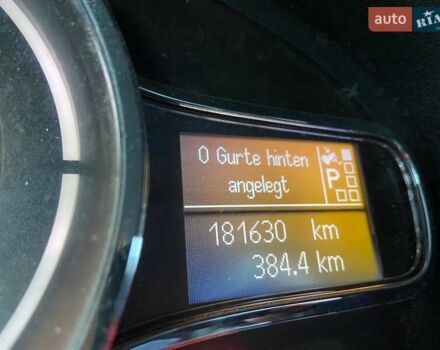 auto RIA
0 Gurte hinten
angelegt
P
181630 km
384.4 km